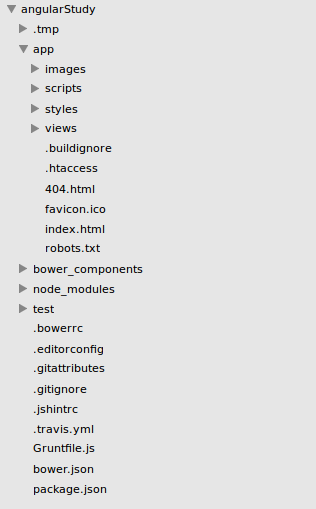 angularStudy
.tmp
app
images
scripts
styles
views
.buildignore
.htaccess
404.html
favicon.ico
index.html
robots.txt
bower_components
node_modules
test
.bowerrc
.editorconfig
.gitattributes
.gitignore
.jshintrc
.travis.yml
Gruntfile.js
bower.json
package.json